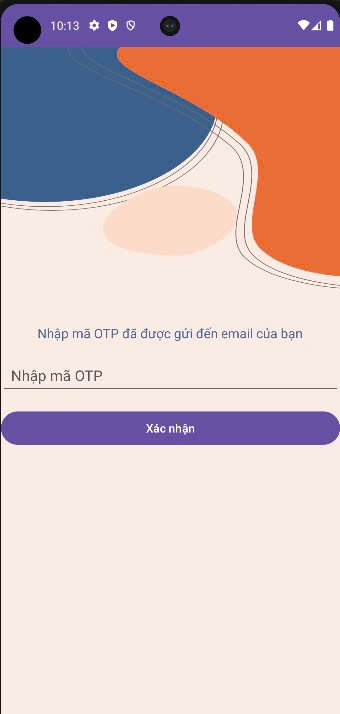 10:13
Nhập mã OTP đã được gửi đến email của bạn
Nhập mã OTP
Xác nhận